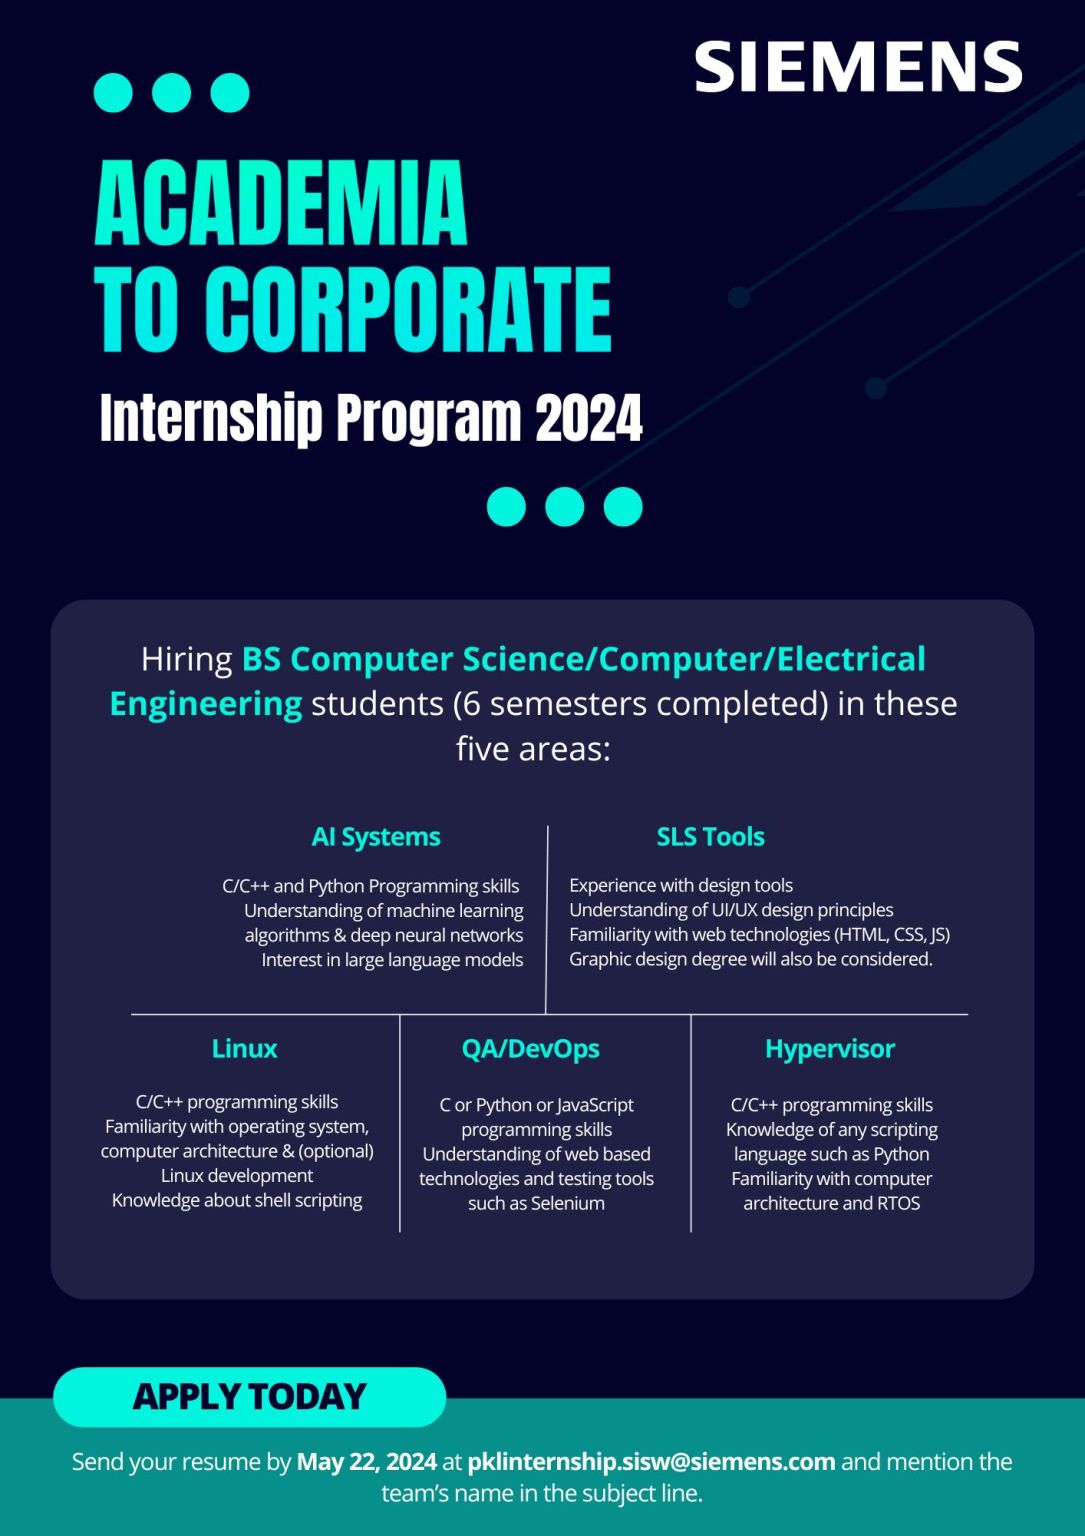 SIEMENS
ACADEMIA
TO CORPORATE
Internship Program 2024
Hiring BS Computer Science/Computer/Electrical
Engineering students (6 semesters completed) in these
five areas:
AI Systems
C/C++ and Python Programming skills
Understanding of machine learning
algorithms & deep neural networks
Interest in large language models
SLS Tools
Experience with design tools
Understanding of UI/UX design principles
Familiarity with web technologies (HTML, CSS, JS)
Graphic design degree will also be considered.
Linux
C/C++ programming skills
Familiarity with operating system,
computer architecture & (optional)
Linux development
Knowledge about shell scripting
QA/DevOps
C or Python or JavaScript
programming skills
Understanding of web based
technologies and testing tools
such as Selenium
Hypervisor
C/C++ programming skills
Knowledge of any scripting
language such as Python
Familiarity with computer
architecture and RTOS
APPLY TODAY
Send your resume by May 22, 2024 at pklinternship.sisw@siemens.com and mention the
team's name in the subject line.